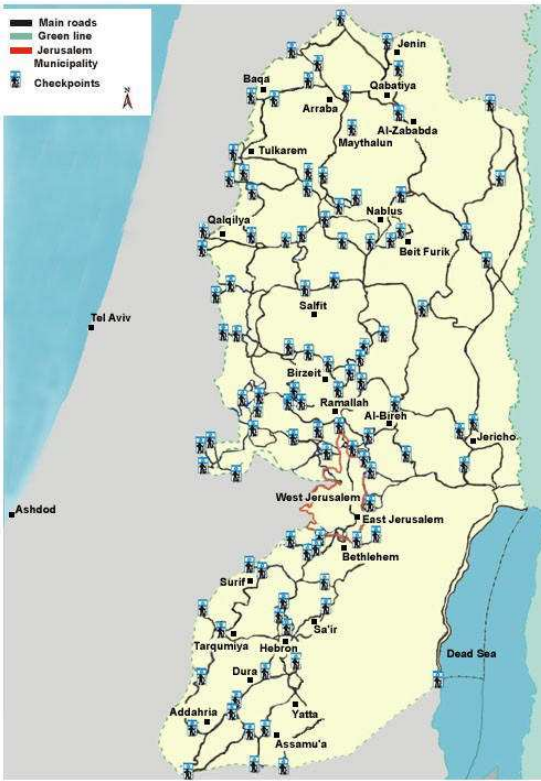 Main roads
Green line
Jerusalem
Municipality
Checkpoints
N
Jenin
Baqa
Qabatiya
Arraba
Al-Zababda
Maythalun
Tulkarem
Nablus
Qalqilya
Beit Furik
Salfit
Tel Aviv
Birzeit
Ramallah
Al-Bireh
Jericho
West Jerusalem
Ashdod
East Jerusalem
Bethlehem
Surif
Sa'ir
Tarqumiya
Hebron
Dead Sea
Dura
Yatta
Addahria
Assamu'a